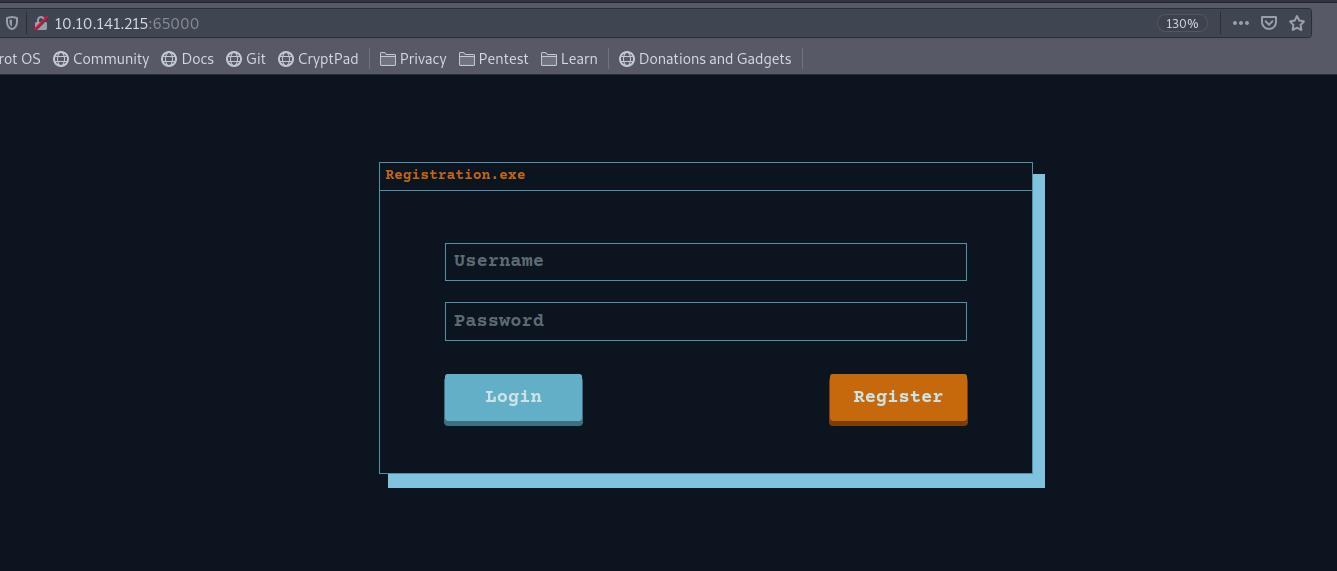 10.10.141.215:65000 130%
rot OS Community Docs Git CryptPad Privacy Pentest Learn Donations and Gadgets
Registration.exe
Username
Password
Login Register